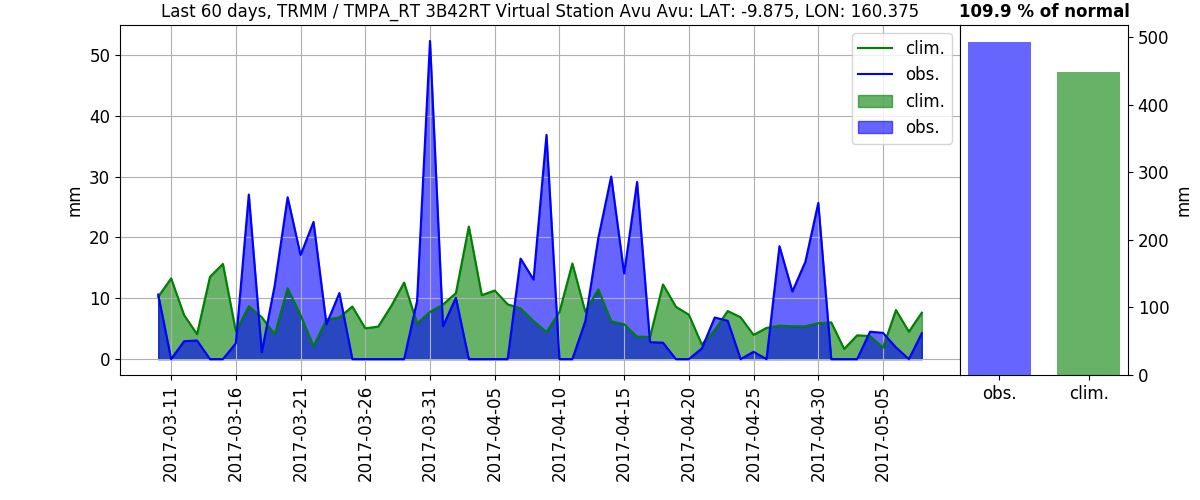 Last 60 days, TRMM / TMPA_RT 3B42RT Virtual Station Avu Avu: LAT: -9.875, LON: 160.375
109.9 % of normal
clim.
obs.
clim.
obs.
50
40
30
20
10
0
mm
2017-03-11
2017-03-16
2017-03-21
2017-03-26
2017-03-31
2017-04-05
2017-04-10
2017-04-15
2017-04-20
2017-04-25
2017-04-30
2017-05-05
500
400
300
200
100
0
mm
obs.
clim.